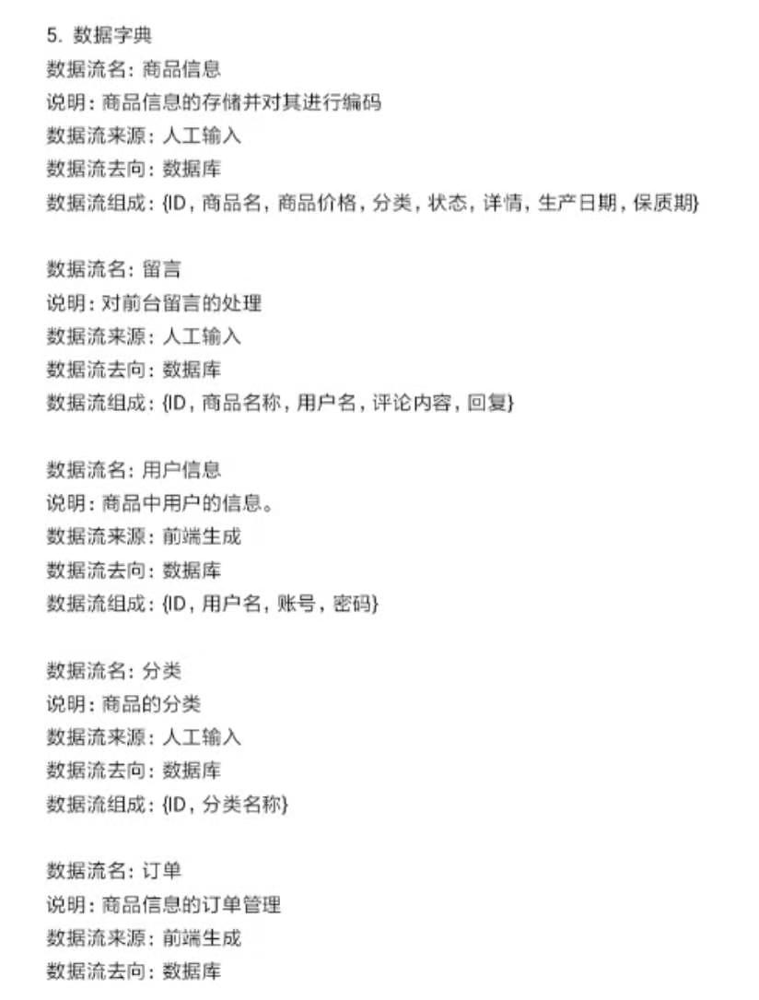 5. 数据字典
数据流名：商品信息
说明：商品信息的存储并对其进行编码
数据流来源：人工输入
数据流去向：数据库
数据流组成：{ID，商品名，商品价格，分类，状态，详情，生产日期，保质期}
数据流名：留言
说明：对前台留言的处理
数据流来源：人工输入
数据流去向：数据库
数据流组成：{ID，商品名称，用户名，评论内容，回复}
数据流名：用户信息
说明：商品中用户的信息。
数据流来源：前端生成
数据流去向：数据库
数据流组成：{ID，用户名，账号，密码}
数据流名：分类
说明：商品的分类
数据流来源：人工输入
数据流去向：数据库
数据流组成：{ID，分类名称}
数据流名：订单
说明：商品信息的订单管理
数据流来源：前端生成
数据流去向：数据库